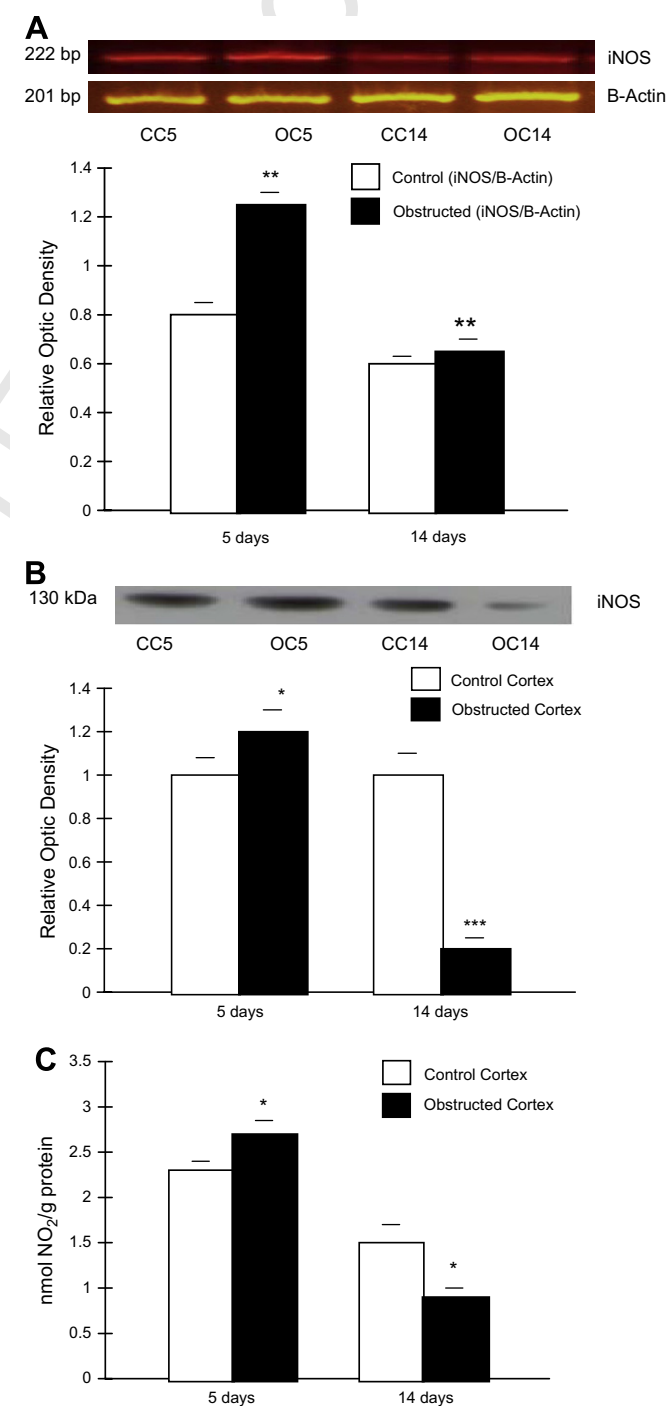 A
222 bp
iNOS
201 bp
B-Actin
CC5 OC5 CC14 OC14
1.4
1.2
1
0.8
0.6
0.4
0.2
0
Relative Optic Density
**
**
Control (iNOS/B-Actin)
Obstructed (iNOS/B-Actin)
5 days 14 days
B
130 kDa
iNOS
CC5 OC5 CC14 OC14
Control Cortex
Obstructed Cortex
1.4
1.2
1
0.8
0.6
0.4
0.2
0
Relative Optic Density
*
***
5 days 14 days
C
3.5
3
2.5
2
1.5
1
0.5
0
nmol NO₂/g protein
Control Cortex
Obstructed Cortex
*
*
5 days 14 days